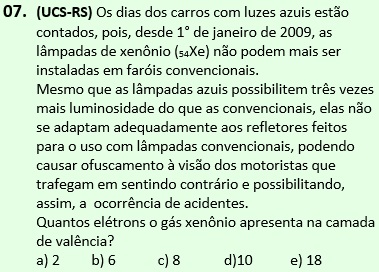 07. (UCS-RS) Os dias dos carros com luzes azuis estão
contados, pois, desde 1° de janeiro de 2009, as
lâmpadas de xenônio (₅₄Xe) não podem mais ser
instaladas em faróis convencionais.
Mesmo que as lâmpadas azuis possibilitem três vezes
mais luminosidade do que as convencionais, elas não
se adaptam adequadamente aos refletores feitos
para o uso com lâmpadas convencionais, podendo
causar ofuscamento à visão dos motoristas que
trafegam em sentindo contrário e possibilitando,
assim, a ocorrência de acidentes.
Quantos elétrons o gás xenônio apresenta na camada
de valência?
a) 2 b) 6 c) 8 d)10 e) 18